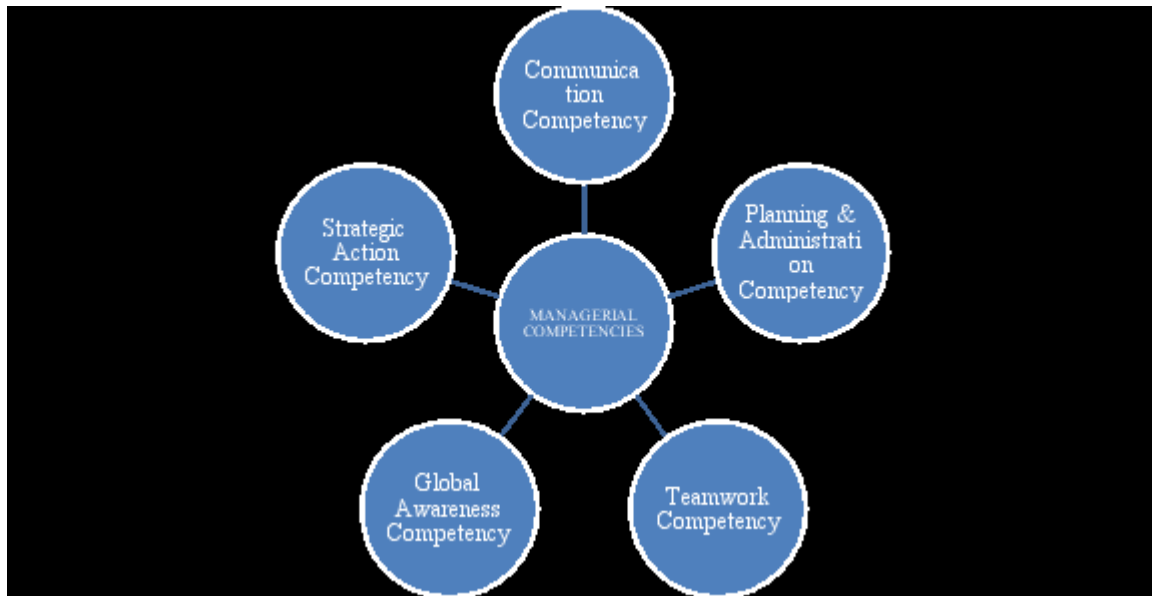 Communica
tion
Competency
Planning &
Administrati
on
Competency
Teamwork
Competency
Global
Awareness
Competency
Strategic
Action
Competency
MANAGERIAL
COMPETENCIES